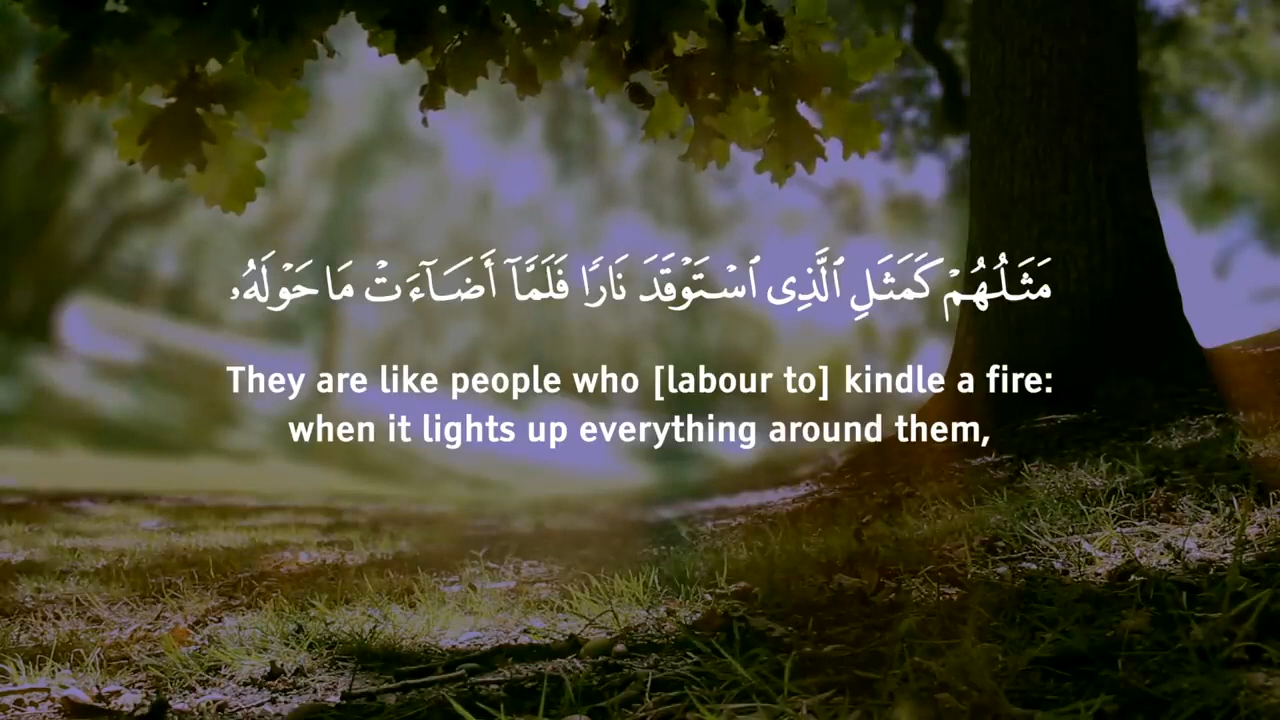 مَثَلُهُمْ كَمَثَلِ ٱلَّذِى ٱسْتَوْقَدَ نَارًا فَلَمَّآ أَضَآءَتْ مَا حَوْلَهُۥ
They are like people who [labour to] kindle a fire:
when it lights up everything around them,